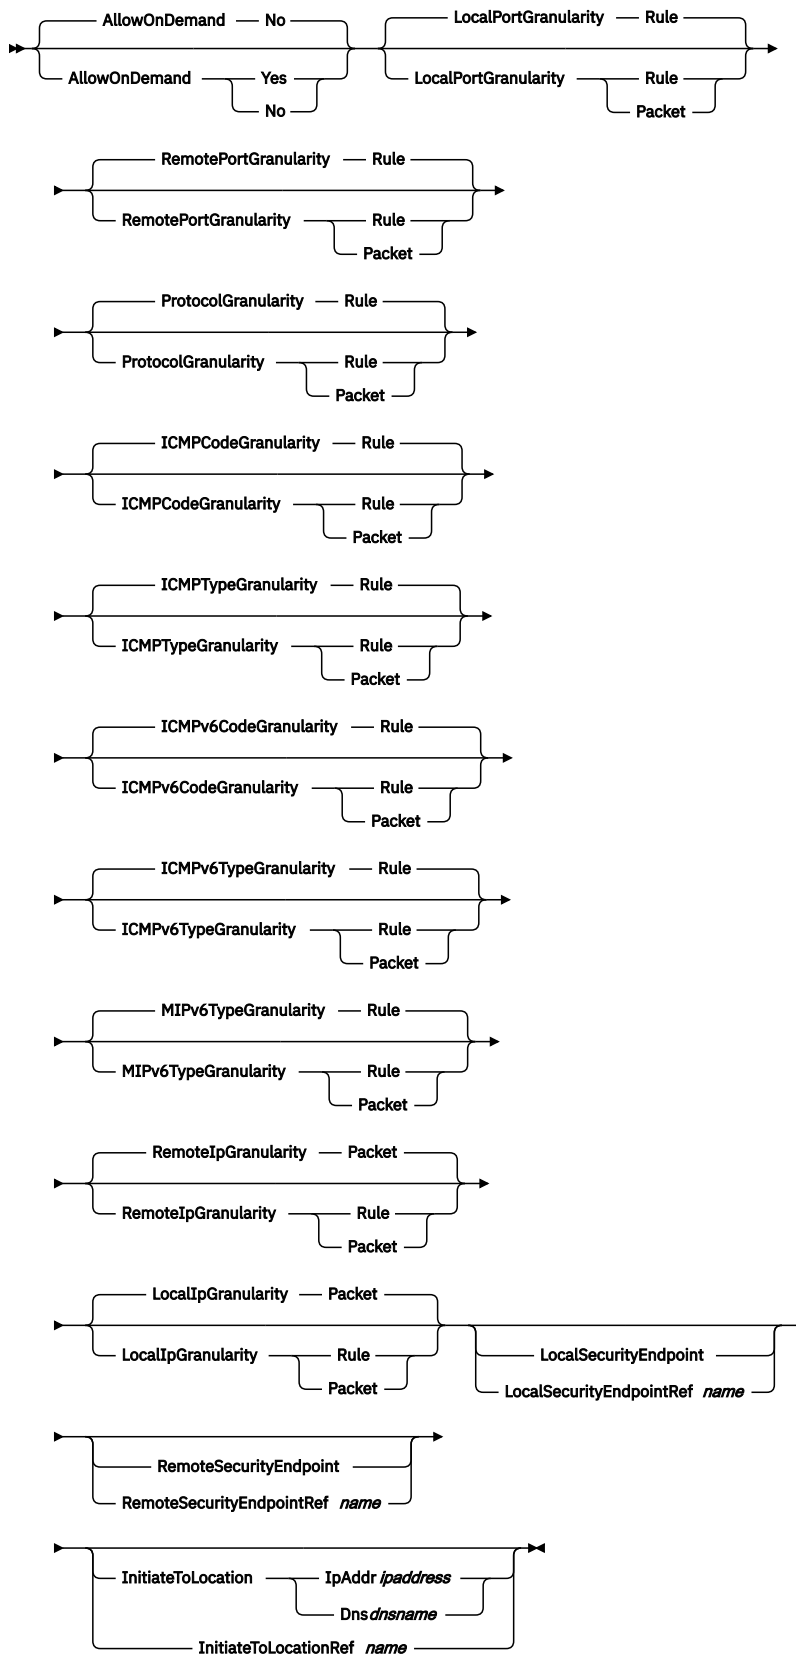 AllowOnDemand No LocalPortGranularity Rule
AllowOnDemand Yes LocalPortGranularity Rule
No Packet
RemotePortGranularity Rule
RemotePortGranularity Rule
Packet
ProtocolGranularity Rule
ProtocolGranularity Rule
Packet
ICMPCodeGranularity Rule
ICMPCodeGranularity Rule
Packet
ICMPTypeGranularity Rule
ICMPTypeGranularity Rule
Packet
ICMPv6CodeGranularity Rule
ICMPv6CodeGranularity Rule
Packet
ICMPv6TypeGranularity Rule
ICMPv6TypeGranularity Rule
Packet
MIPv6TypeGranularity Rule
MIPv6TypeGranularity Rule
Packet
RemoteIpGranularity Packet
RemoteIpGranularity Rule
Packet
LocalIpGranularity Packet
LocalIpGranularity Rule LocalSecurityEndpoint
Packet LocalSecurityEndpointRef name
RemoteSecurityEndpoint
RemoteSecurityEndpointRef name
InitiateToLocation IpAddr ipaddress
Dns dnsname
InitiateToLocationRef name